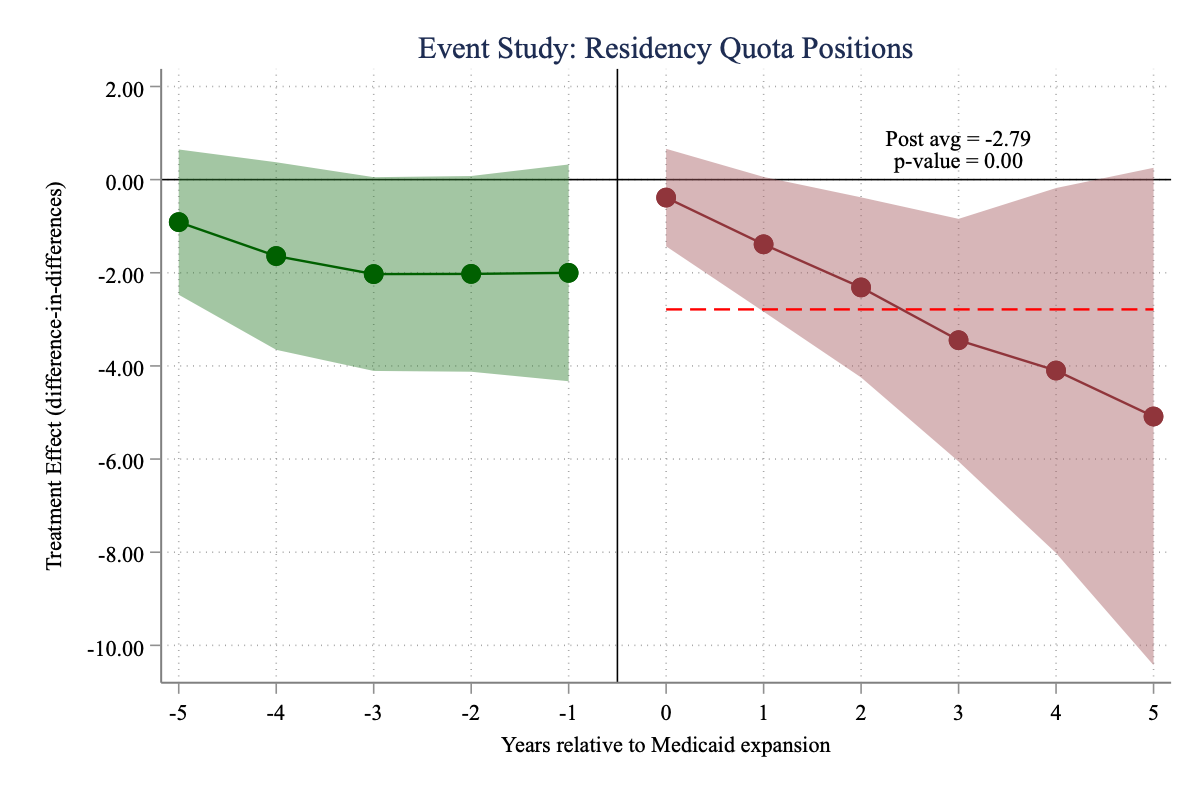 Event Study: Residency Quota Positions
Post avg = -2.79
p-value = 0.00
Treatment Effect (difference-in-differences)
2.00
0.00
-2.00
-4.00
-6.00
-8.00
-10.00
-5 -4 -3 -2 -1 0 1 2 3 4 5
Years relative to Medicaid expansion